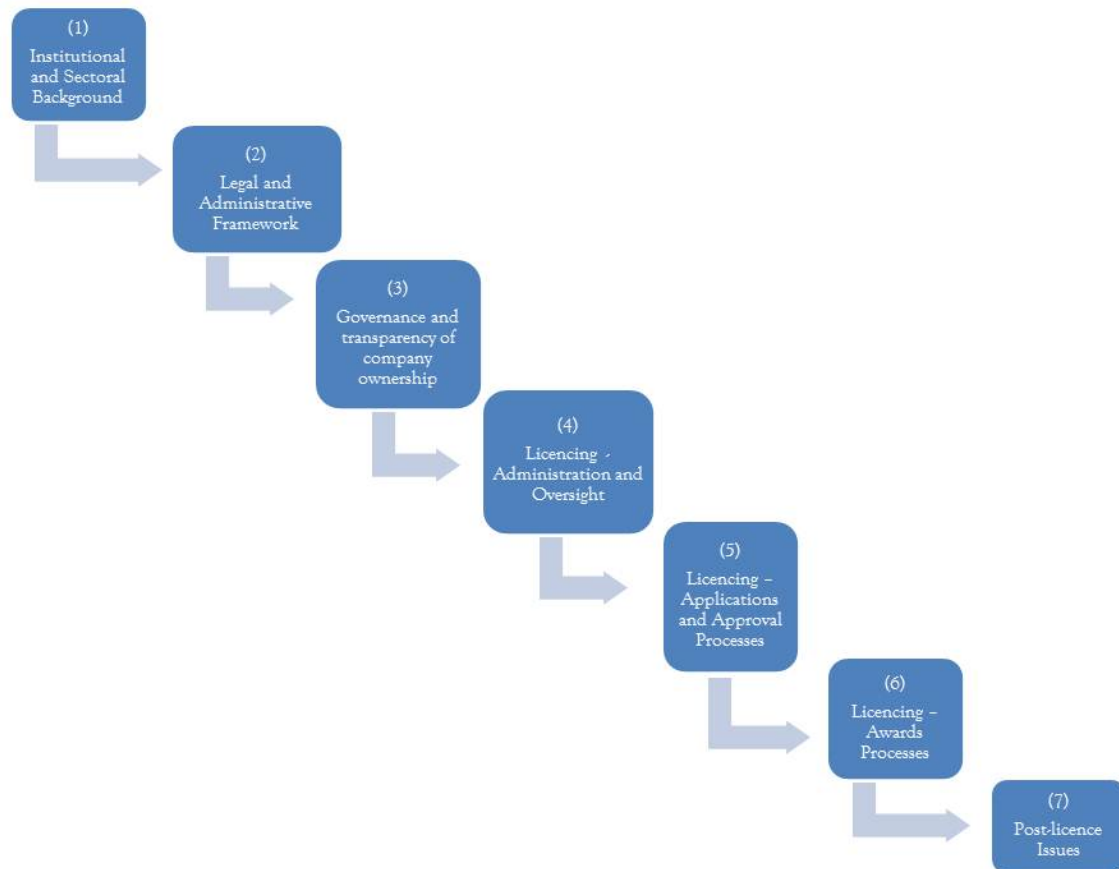 (1)
Institutional
and Sectoral
Background
(2)
Legal and
Administrative
Framework
(3)
Governance and
transparency of
company
ownership
(4)
Licencing -
Administration and
Oversight
(5)
Licencing –
Applications
and Approval
Processes
(6)
Licencing –
Awards
Processes
(7)
Post-licence
Issues